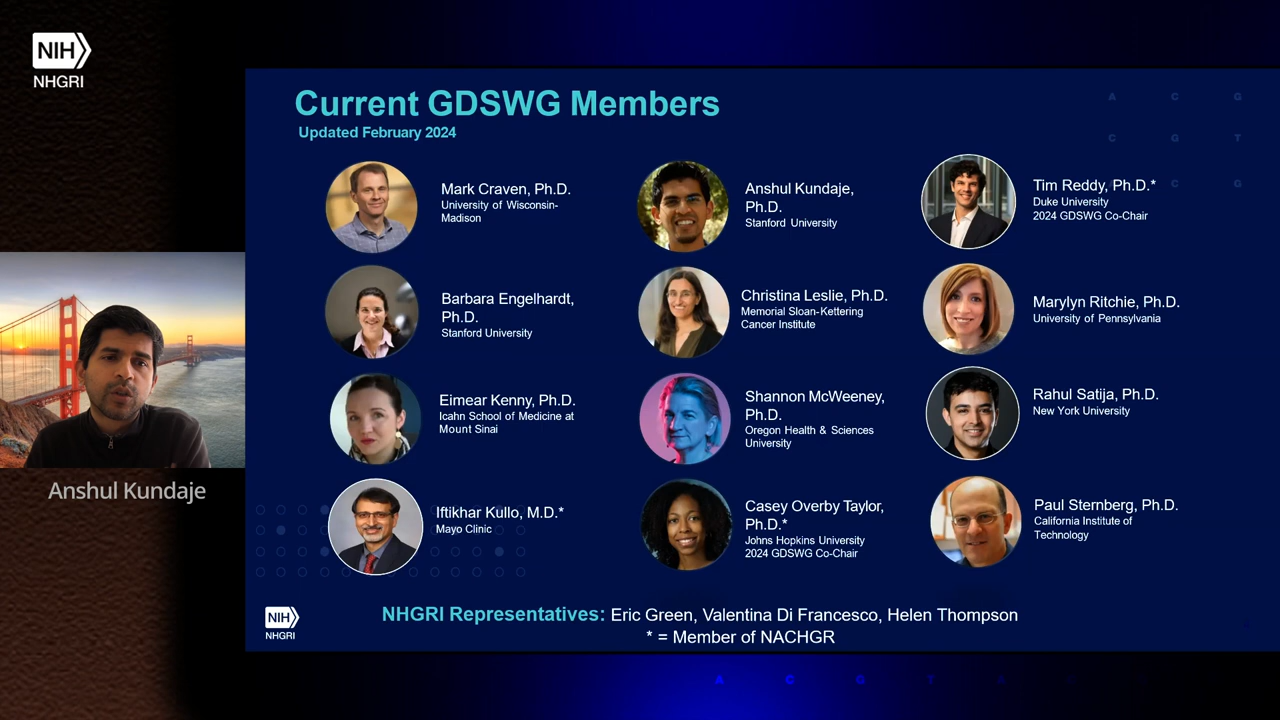 NIH
NHGRI
Current GDSWG Members
Updated February 2024
A C G
C G T
C G
Mark Craven, Ph.D.
University of Wisconsin-
Madison
Anshul Kundaje,
Ph.D.
Stanford University
Tim Reddy, Ph.D.*
Duke University
2024 GDSWG Co-Chair
Barbara Engelhardt,
Ph.D.
Stanford University
Christina Leslie, Ph.D.
Memorial Sloan-Kettering
Cancer Institute
Marylyn Ritchie, Ph.D.
University of Pennsylvania
Eimear Kenny, Ph.D.
Icahn School of Medicine at
Mount Sinai
Shannon McWeeney,
Ph.D.
Oregon Health & Sciences
University
Rahul Satija, Ph.D.
New York University
Iftikhar Kullo, M.D.*
Mayo Clinic
Casey Overby Taylor,
Ph.D.*
Johns Hopkins University
2024 GDSWG Co-Chair
Paul Sternberg, Ph.D.
California Institute of
Technology
Anshul Kundaje
NIH
NHGRI
NHGRI Representatives: Eric Green, Valentina Di Francesco, Helen Thompson
* = Member of NACHGR
A C G T A